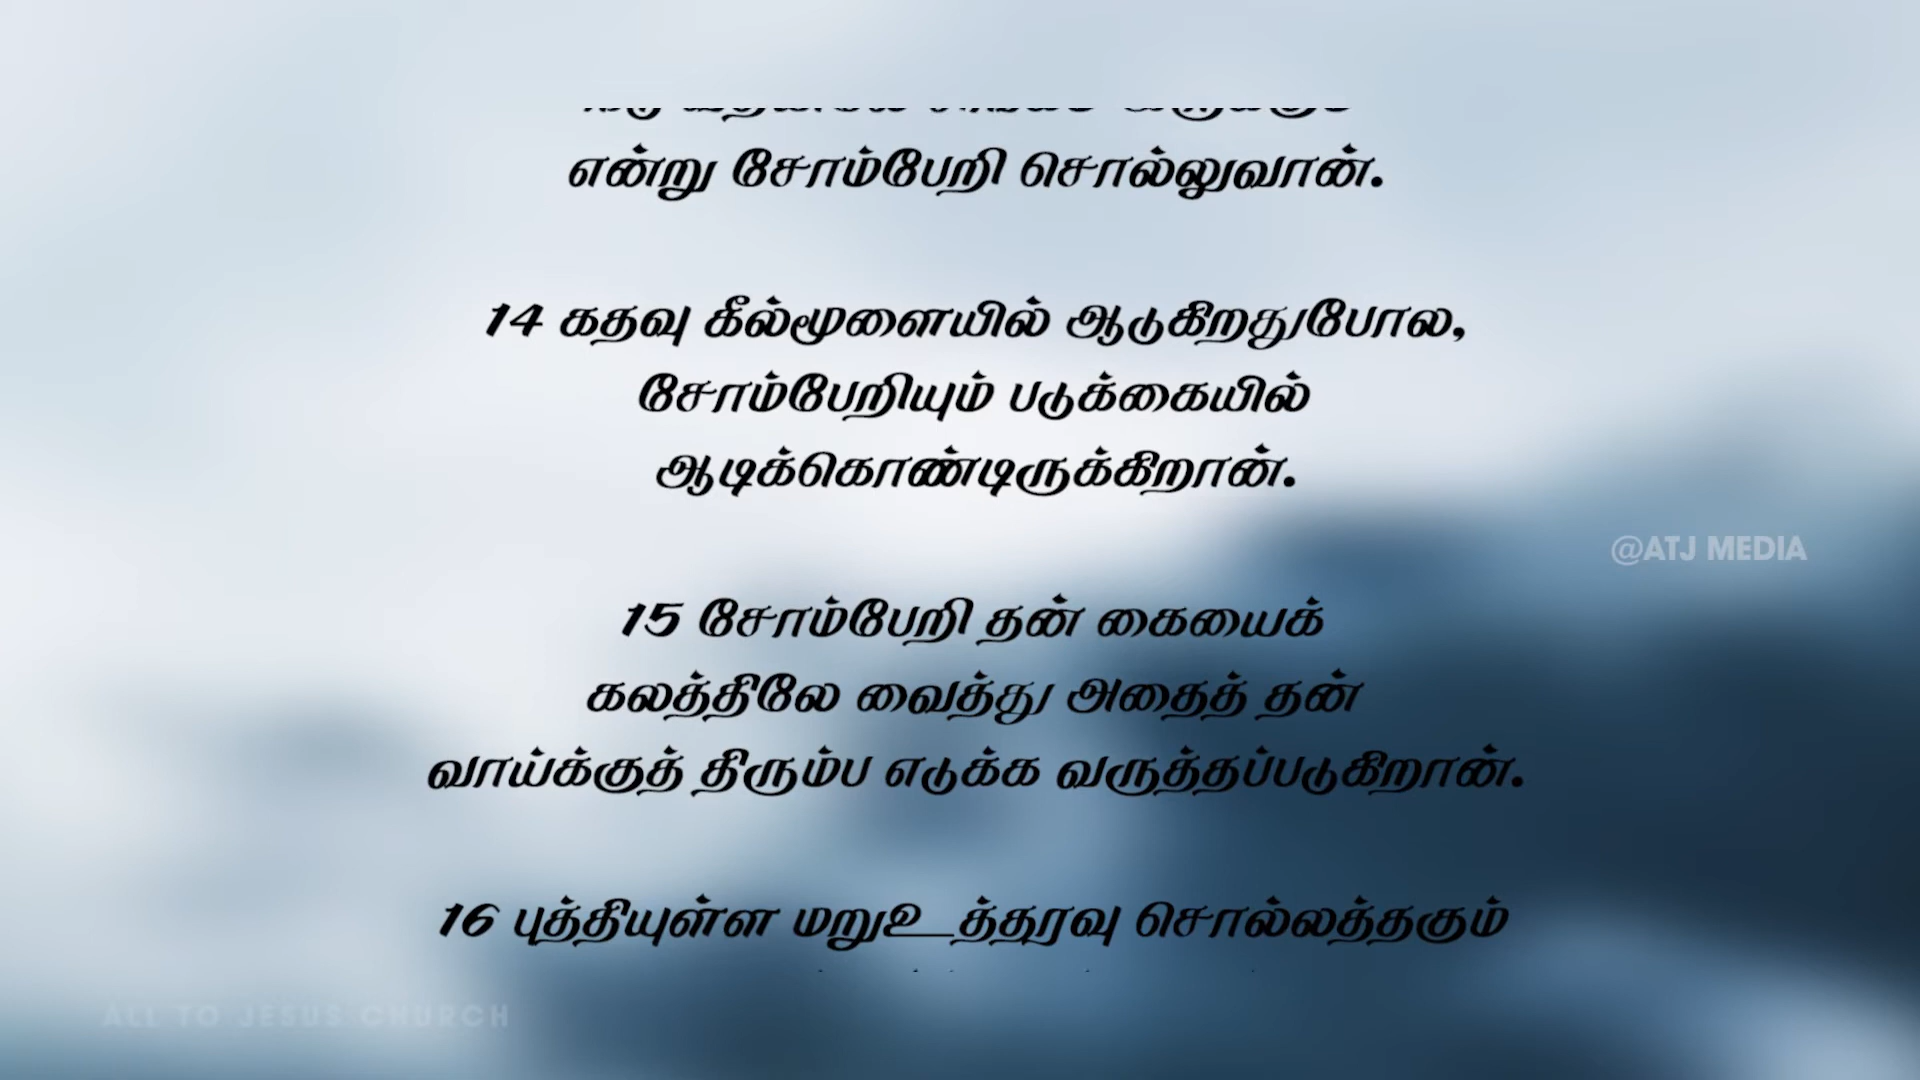 என்று சோம்பேறி சொல்லுவான்.
14 கதவு கீல்முளையில் ஆடுகிறதுபோல,
சோம்பேறியும் படுக்கையில்
ஆடிக்கொண்டிருக்கிறான்.
@ATJ MEDIA
15 சோம்பேறி தன் கையைக்
கலத்திலே வைத்து அதைத் தன்
வாய்க்குத் திரும்ப எடுக்க வருத்தப்படுகிறான்.
16 புத்தியுள்ள மறுஉத்தரவு சொல்லத்தகும்
ALL TO JESUS CHURCH